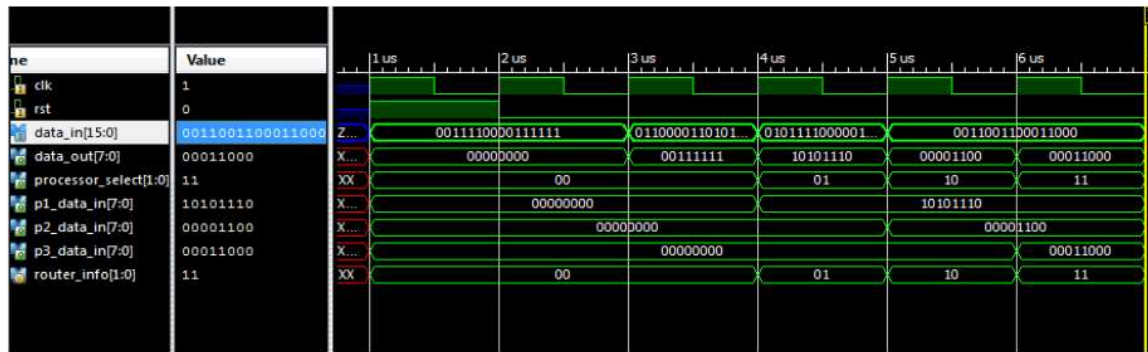 ne Value 1 us 2 us 3 us 4 us 5 us 6 us
clk 1
rst 0
data_in[15:0] 0011001100011000 Z... 0011110000111111 0110000110101... 0101111000001... 0011001100011000
data_out[7:0] 00011000 X... 00000000 00111111 10101110 00001100 00011000
processor_select[1:0] 11 XX 00 01 10 11
p1_data_in[7:0] 10101110 X... 00000000 10101110
p2_data_in[7:0] 00001100 X... 00000000 00001100
p3_data_in[7:0] 00011000 X... 00000000 00011000
router_info[1:0] 11 XX 00 01 10 11